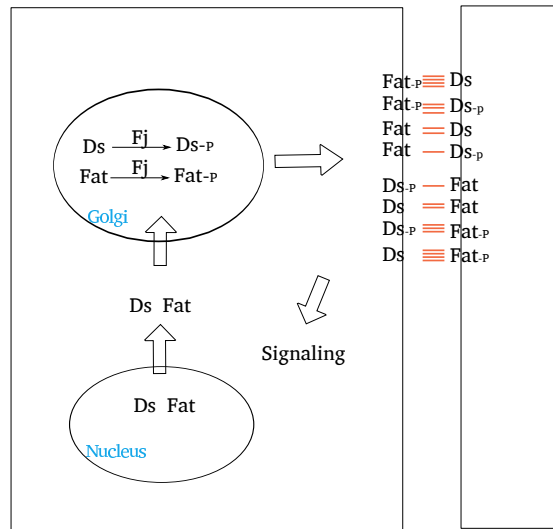 Fat-P Ds
Fat-P Ds-p
Fat Ds
Fat Ds-p
Ds-P Fat
Ds Fat
Ds-P Fat-P
Ds Fat-P
Ds Fj Ds-P
Fat Fj Fat-P
Golgi
Ds Fat
Signaling
Ds Fat
Nucleus